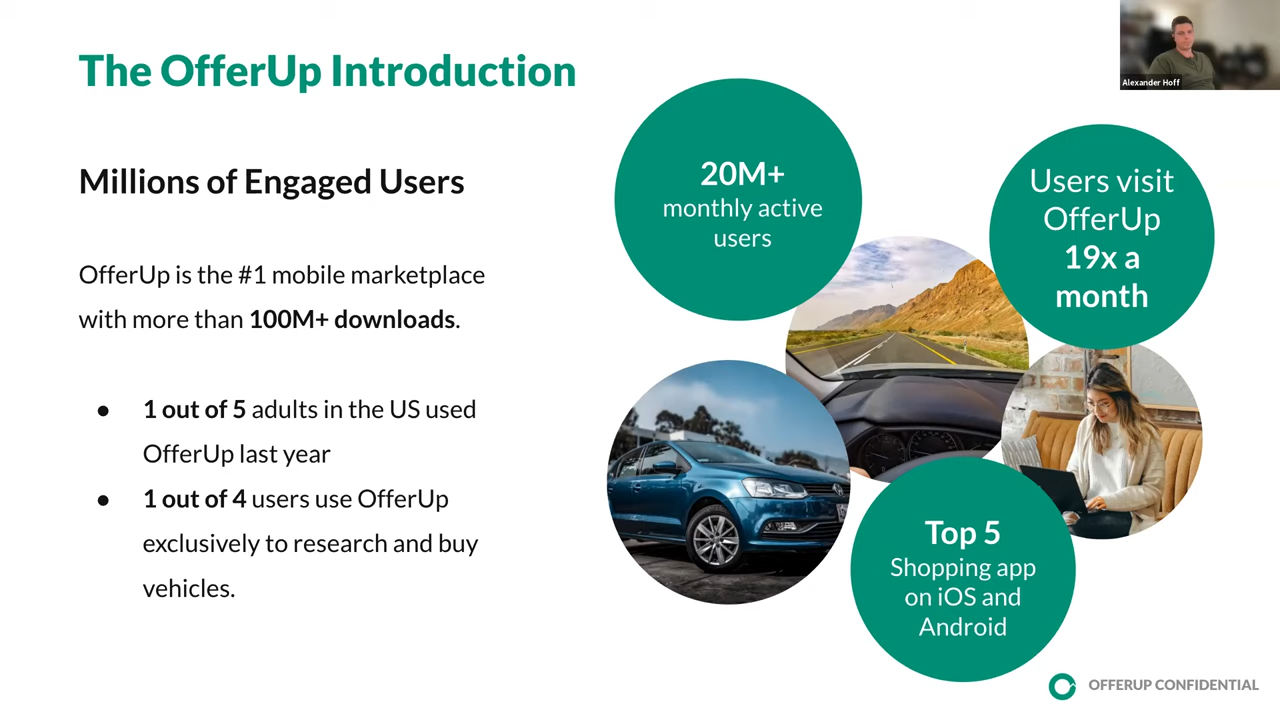 The OfferUp Introduction
Alexander Hoff
Millions of Engaged Users
OfferUp is the #1 mobile marketplace
with more than 100M+ downloads.
● 1 out of 5 adults in the US used
OfferUp last year
● 1 out of 4 users use OfferUp
exclusively to research and buy
vehicles.
20M+
monthly active
users
Users visit
OfferUp
19x a
month
Top 5
Shopping app
on iOS and
Android
OFFERUP CONFIDENTIAL